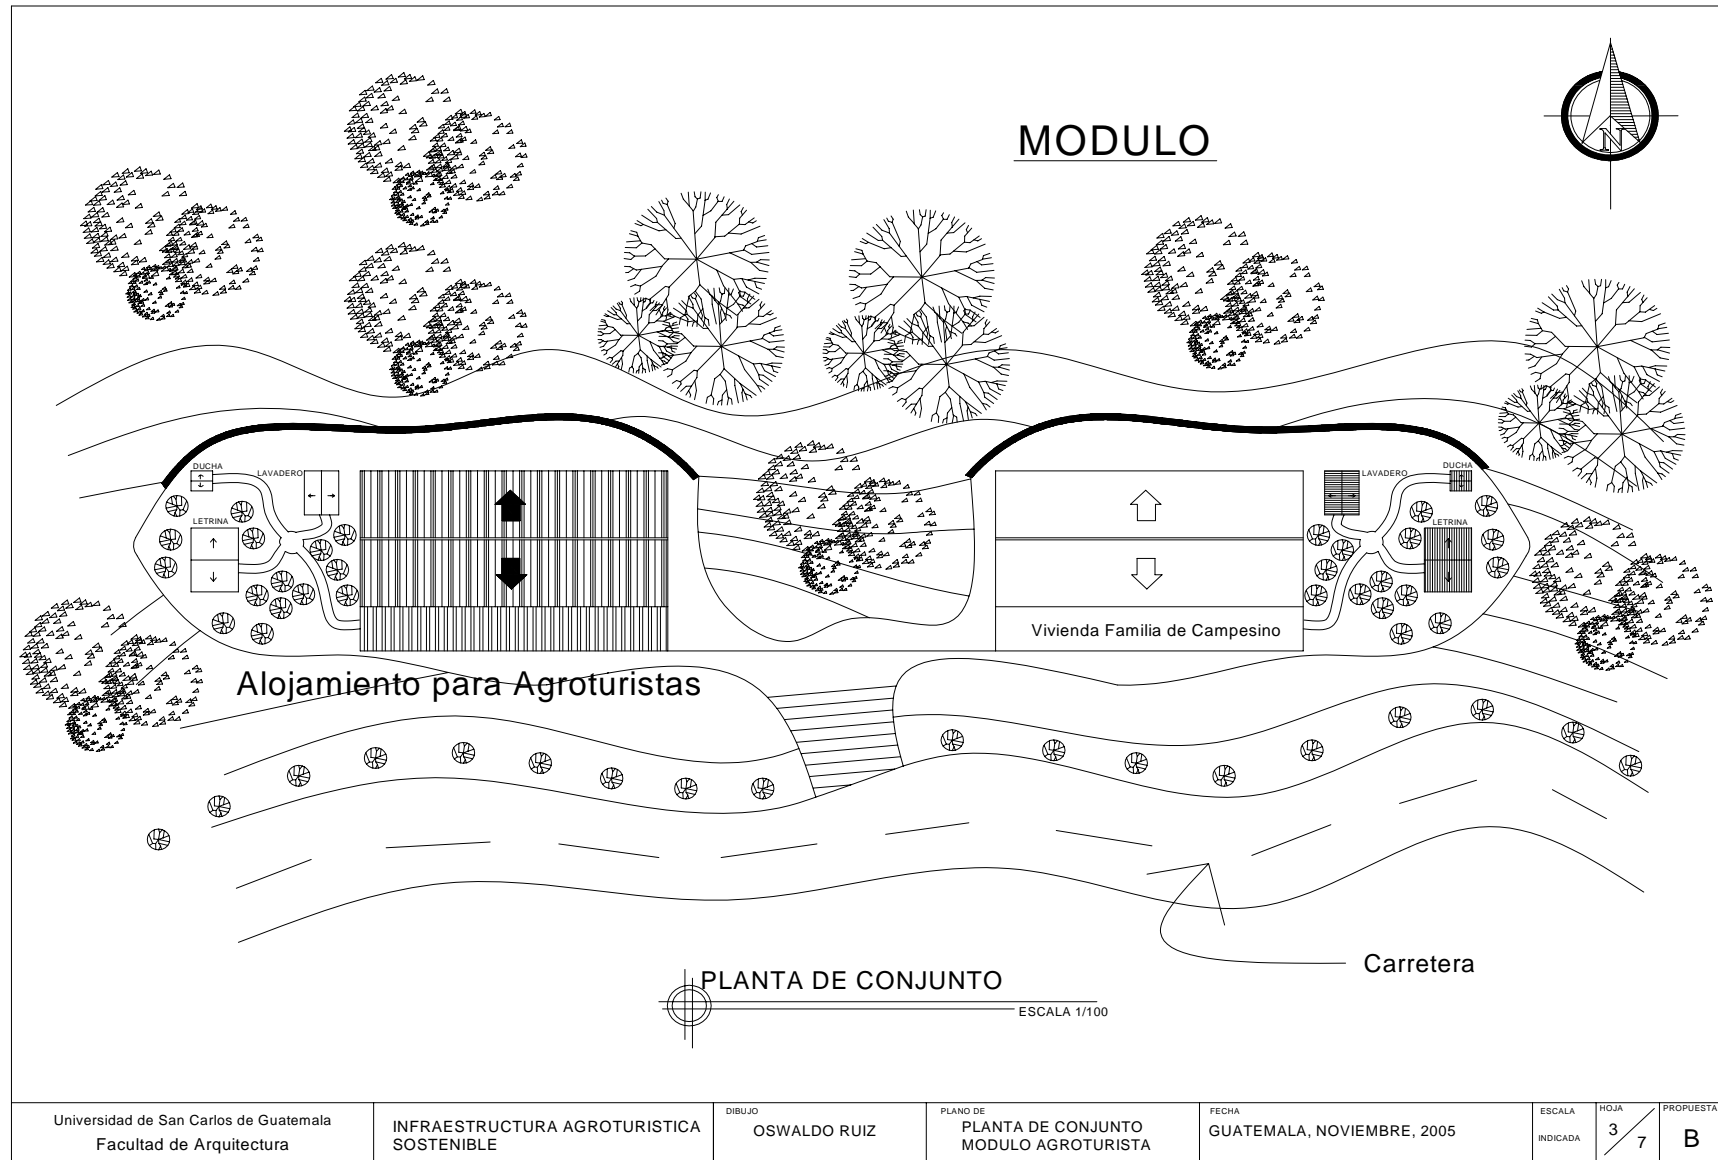 MODULO
N
DUCHA
LAVADERO
LETRINA
LAVADERO
DUCHA
LETRINA
Vivienda Familia de Campesino
Alojamiento para Agroturistas
Carretera
PLANTA DE CONJUNTO
ESCALA 1/100
Universidad de San Carlos de Guatemala
Facultad de Arquitectura
INFRAESTRUCTURA AGROTURISTICA
SOSTENIBLE
DIBUJO
OSWALDO RUIZ
PLANO DE
PLANTA DE CONJUNTO
MODULO AGROTURISTA
FECHA
GUATEMALA, NOVIEMBRE, 2005
ESCALA
INDICADA
HOJA
3
7
PROPUESTA
B